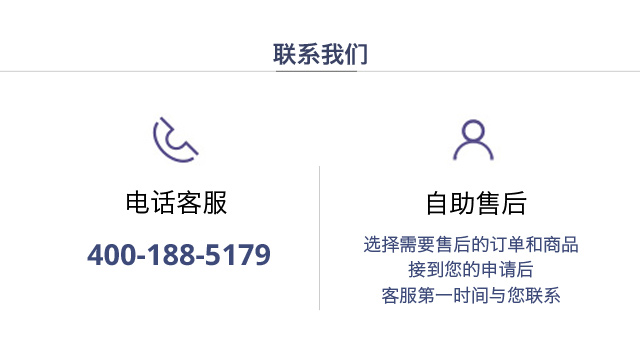 联系我们
电话客服
400-188-5179
自助售后
选择需要售后的订单和商品
接到您的申请后
客服第一时间与您联系